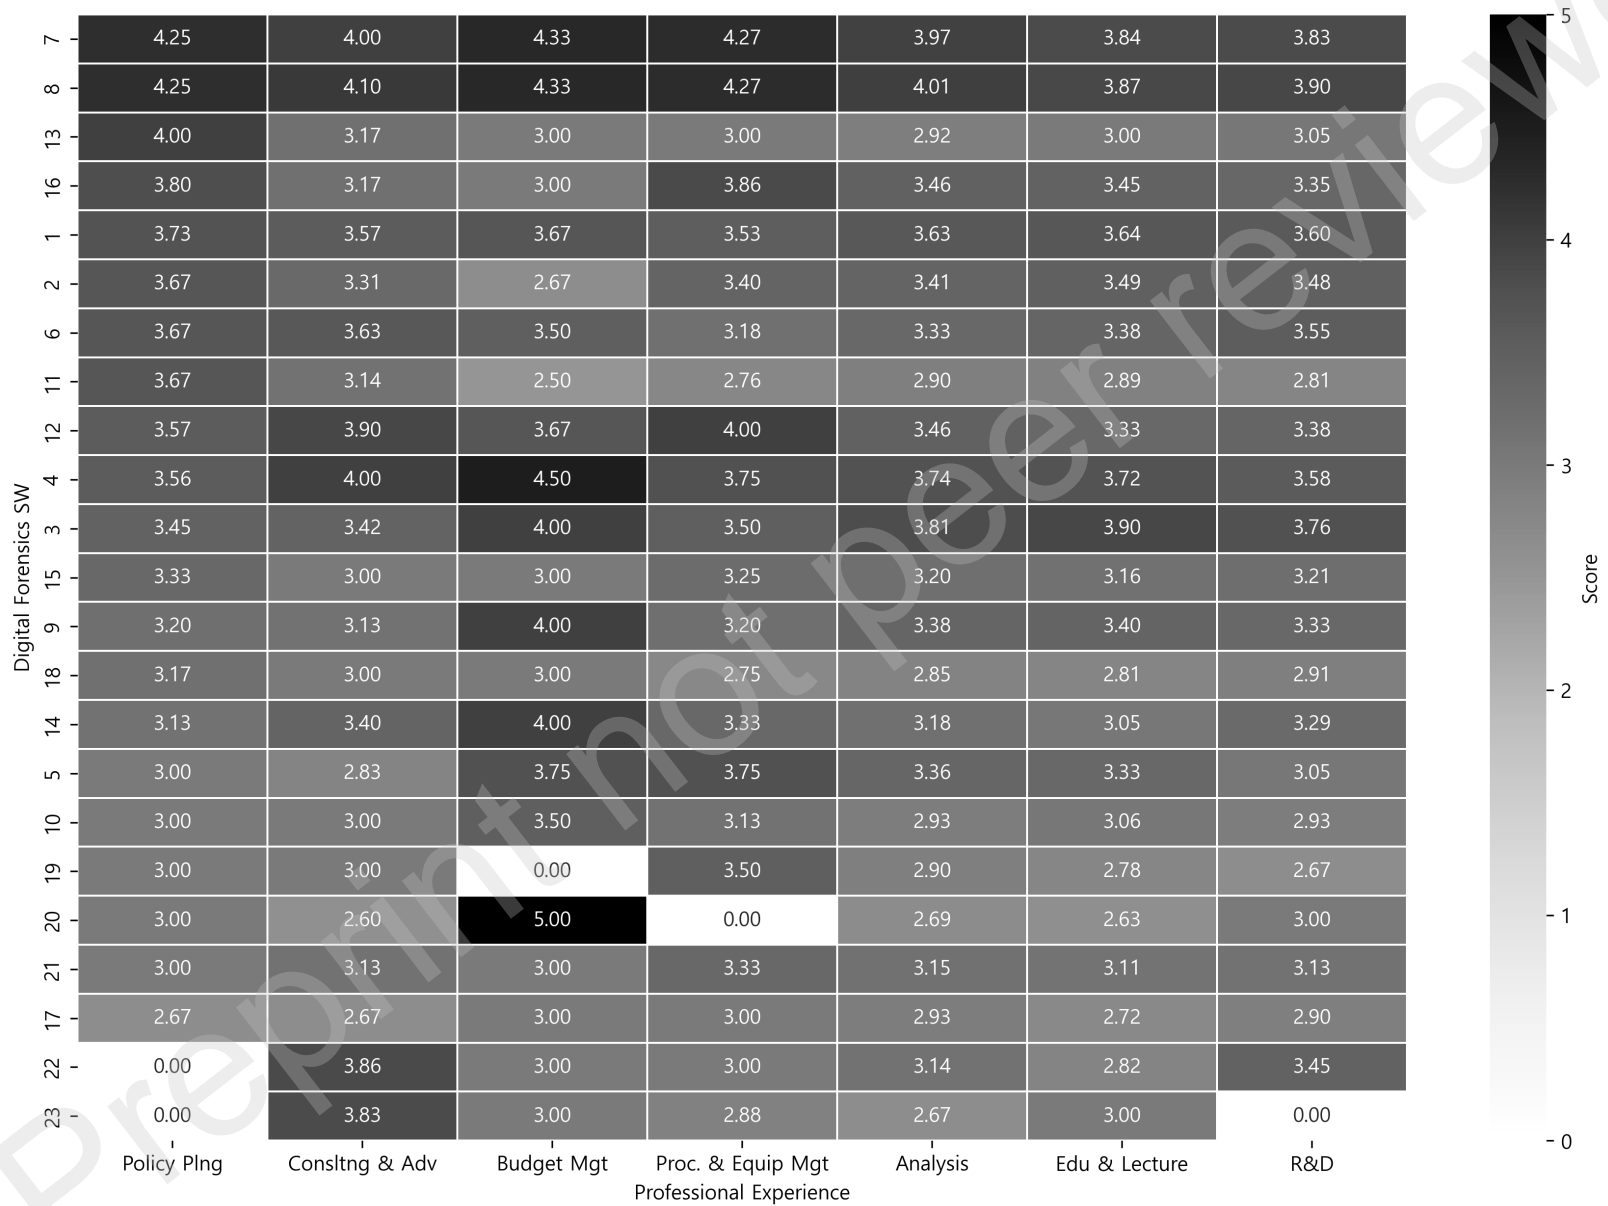 7 4.25 4.00 4.33 4.27 3.97 3.84 3.83
8 4.25 4.10 4.33 4.27 4.01 3.87 3.90
13 4.00 3.17 3.00 3.00 2.92 3.00 3.05
16 3.80 3.17 3.00 3.86 3.46 3.45 3.35
1 3.73 3.57 3.67 3.53 3.63 3.64 3.60
2 3.67 3.31 2.67 3.40 3.41 3.49 3.48
6 3.67 3.63 3.50 3.18 3.33 3.38 3.55
11 3.67 3.14 2.50 2.76 2.90 2.89 2.81
12 3.57 3.90 3.67 4.00 3.46 3.33 3.38
4 3.56 4.00 4.50 3.75 3.74 3.72 3.58
3 3.45 3.42 4.00 3.50 3.81 3.90 3.76
15 3.33 3.00 3.00 3.25 3.20 3.16 3.21
9 3.20 3.13 4.00 3.20 3.38 3.40 3.33
18 3.17 3.00 3.00 2.75 2.85 2.81 2.91
14 3.13 3.40 4.00 3.33 3.18 3.05 3.29
5 3.00 2.83 3.75 3.75 3.36 3.33 3.05
10 3.00 3.00 3.50 3.13 2.93 3.06 2.93
19 3.00 3.00 0.00 3.50 2.90 2.78 2.67
20 3.00 2.60 5.00 0.00 2.69 2.63 3.00
21 3.00 3.13 3.00 3.33 3.15 3.11 3.13
17 2.67 2.67 3.00 3.00 2.93 2.72 2.90
22 0.00 3.86 3.00 3.00 3.14 2.82 3.45
23 0.00 3.83 3.00 2.88 2.67 3.00 0.00
Policy Plng Consltng & Adv Budget Mgt Proc. & Equip Mgt Analysis Edu & Lecture R&D
Professional Experience
Digital Forensics SW
5
4
3
2
1
0
Score
Preprint not peer review